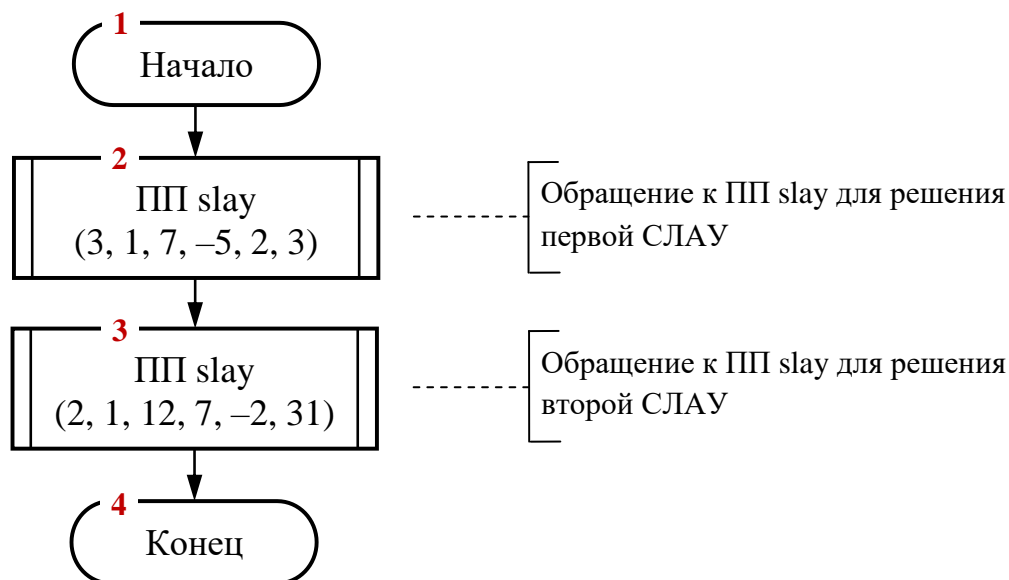 1
Начало
2
ПП slay
(3, 1, 7, –5, 2, 3)
Обращение к ПП slay для решения
первой СЛАУ
3
ПП slay
(2, 1, 12, 7, –2, 31)
Обращение к ПП slay для решения
второй СЛАУ
4
Конец